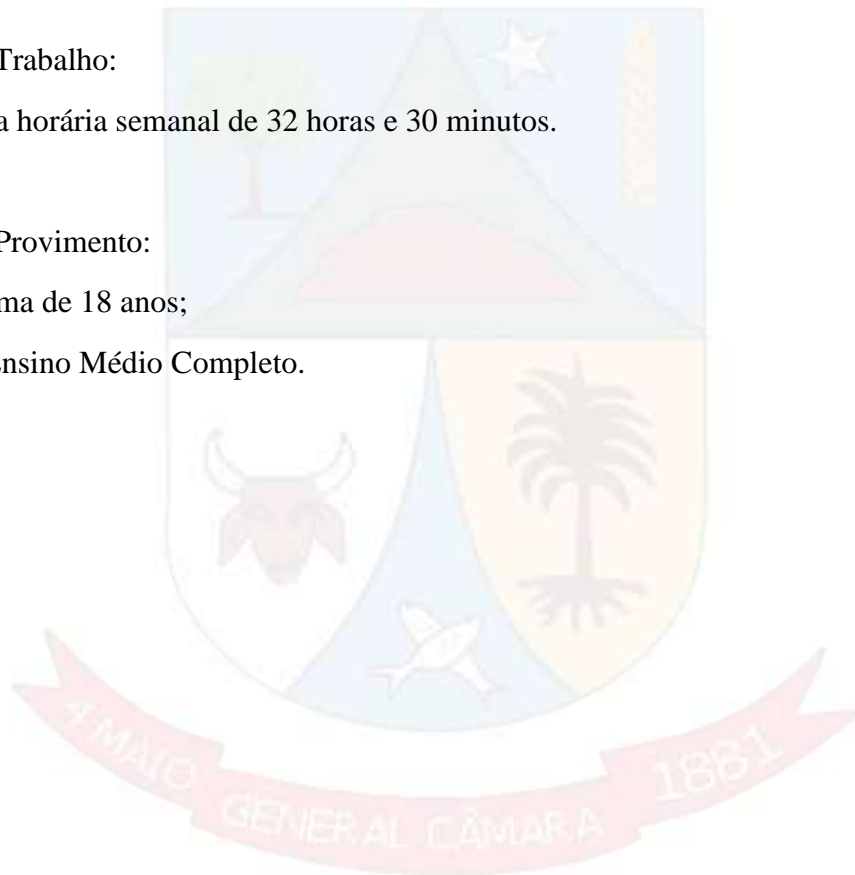 Trabalho:
a horária semanal de 32 horas e 30 minutos.
Provimento:
ma de 18 anos;
Ensino Médio Completo.
4 MAIO GENERAL CÂMARA 1881